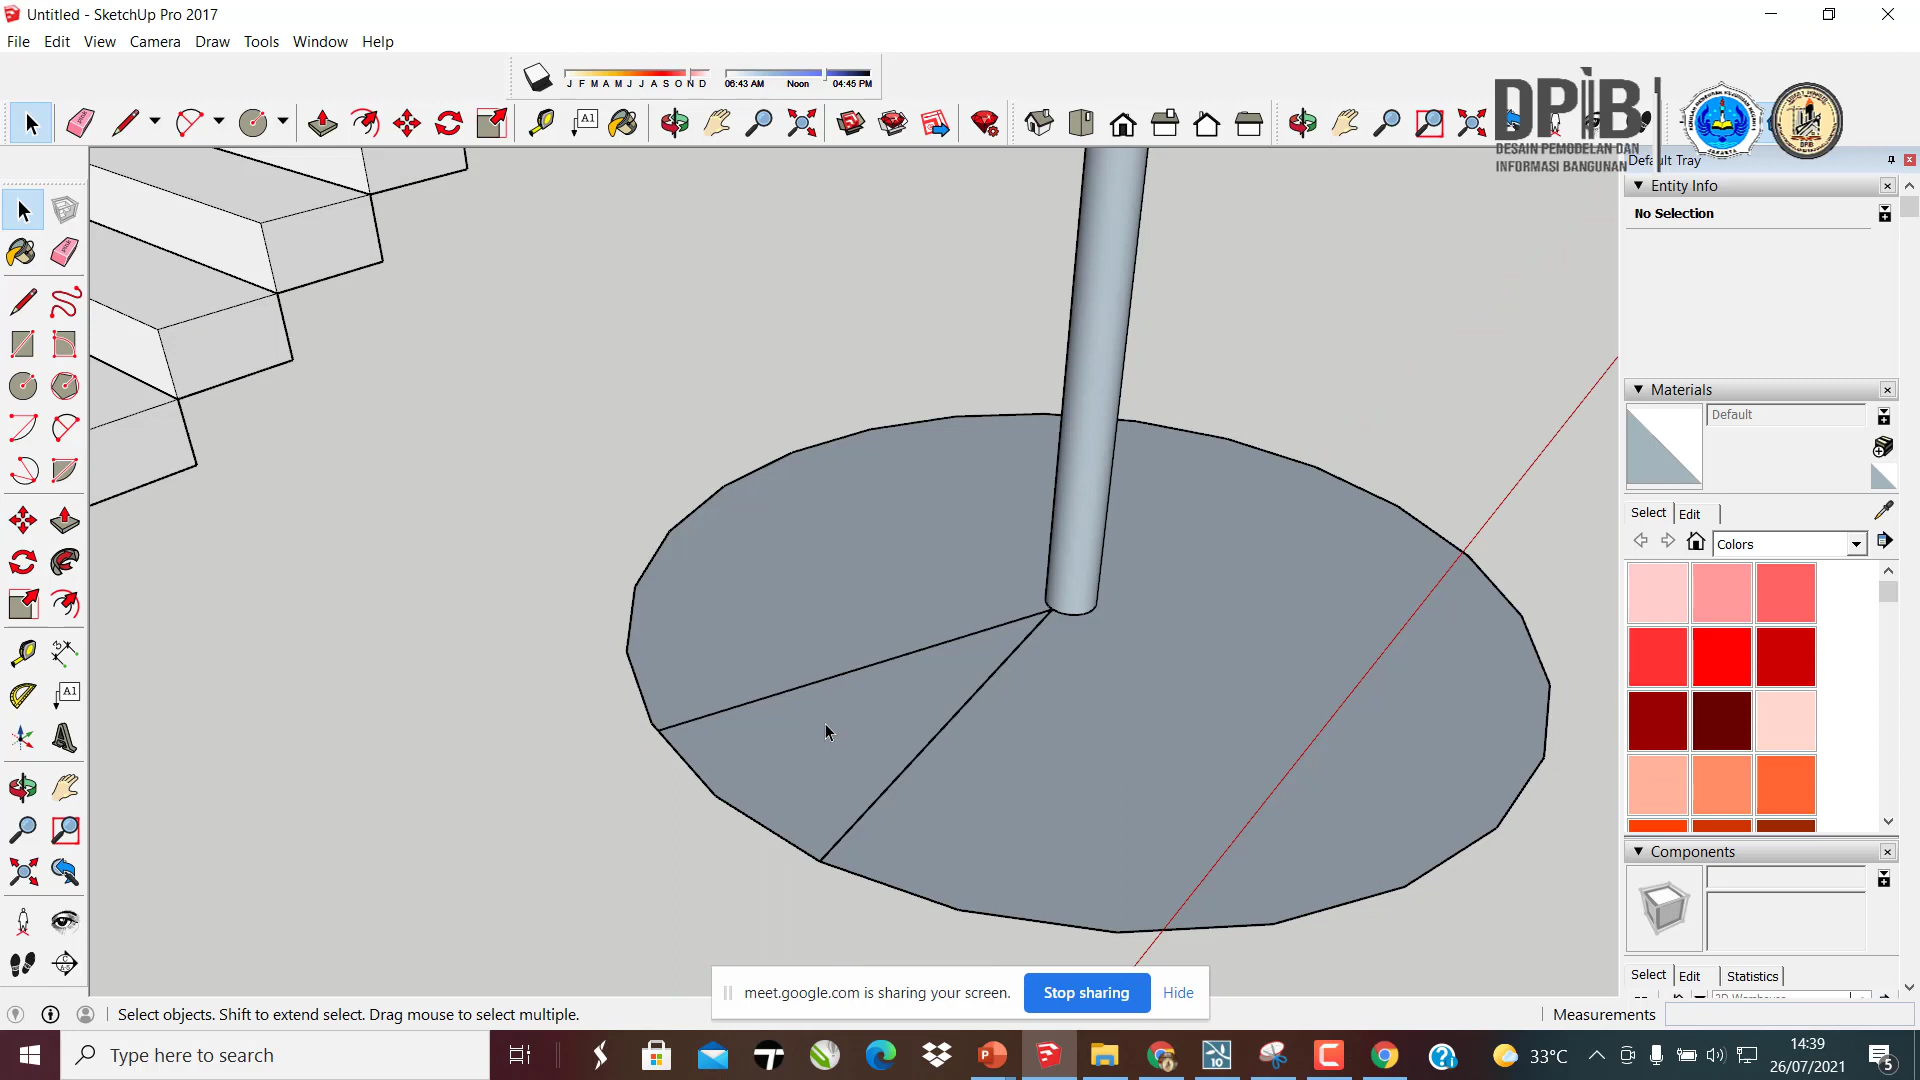 Untitled - SketchUp Pro 2017
File Edit View Camera Draw Tools Window Help
J F M A M J J A S O N D
06:43 AM Noon 04:45 PM
DPIB
DESAIN PEMODELAN DAN
INFORMASI BANGUNAN
Default Tray
Entity Info
No Selection
Materials
Default
Select Edit
Colors
Components
Select Edit Statistics
A1
A1
meet.google.com is sharing your screen. Stop sharing Hide
Select objects. Shift to extend select. Drag mouse to select multiple.
Measurements
Type here to search
33°C
14:39
26/07/2021
5